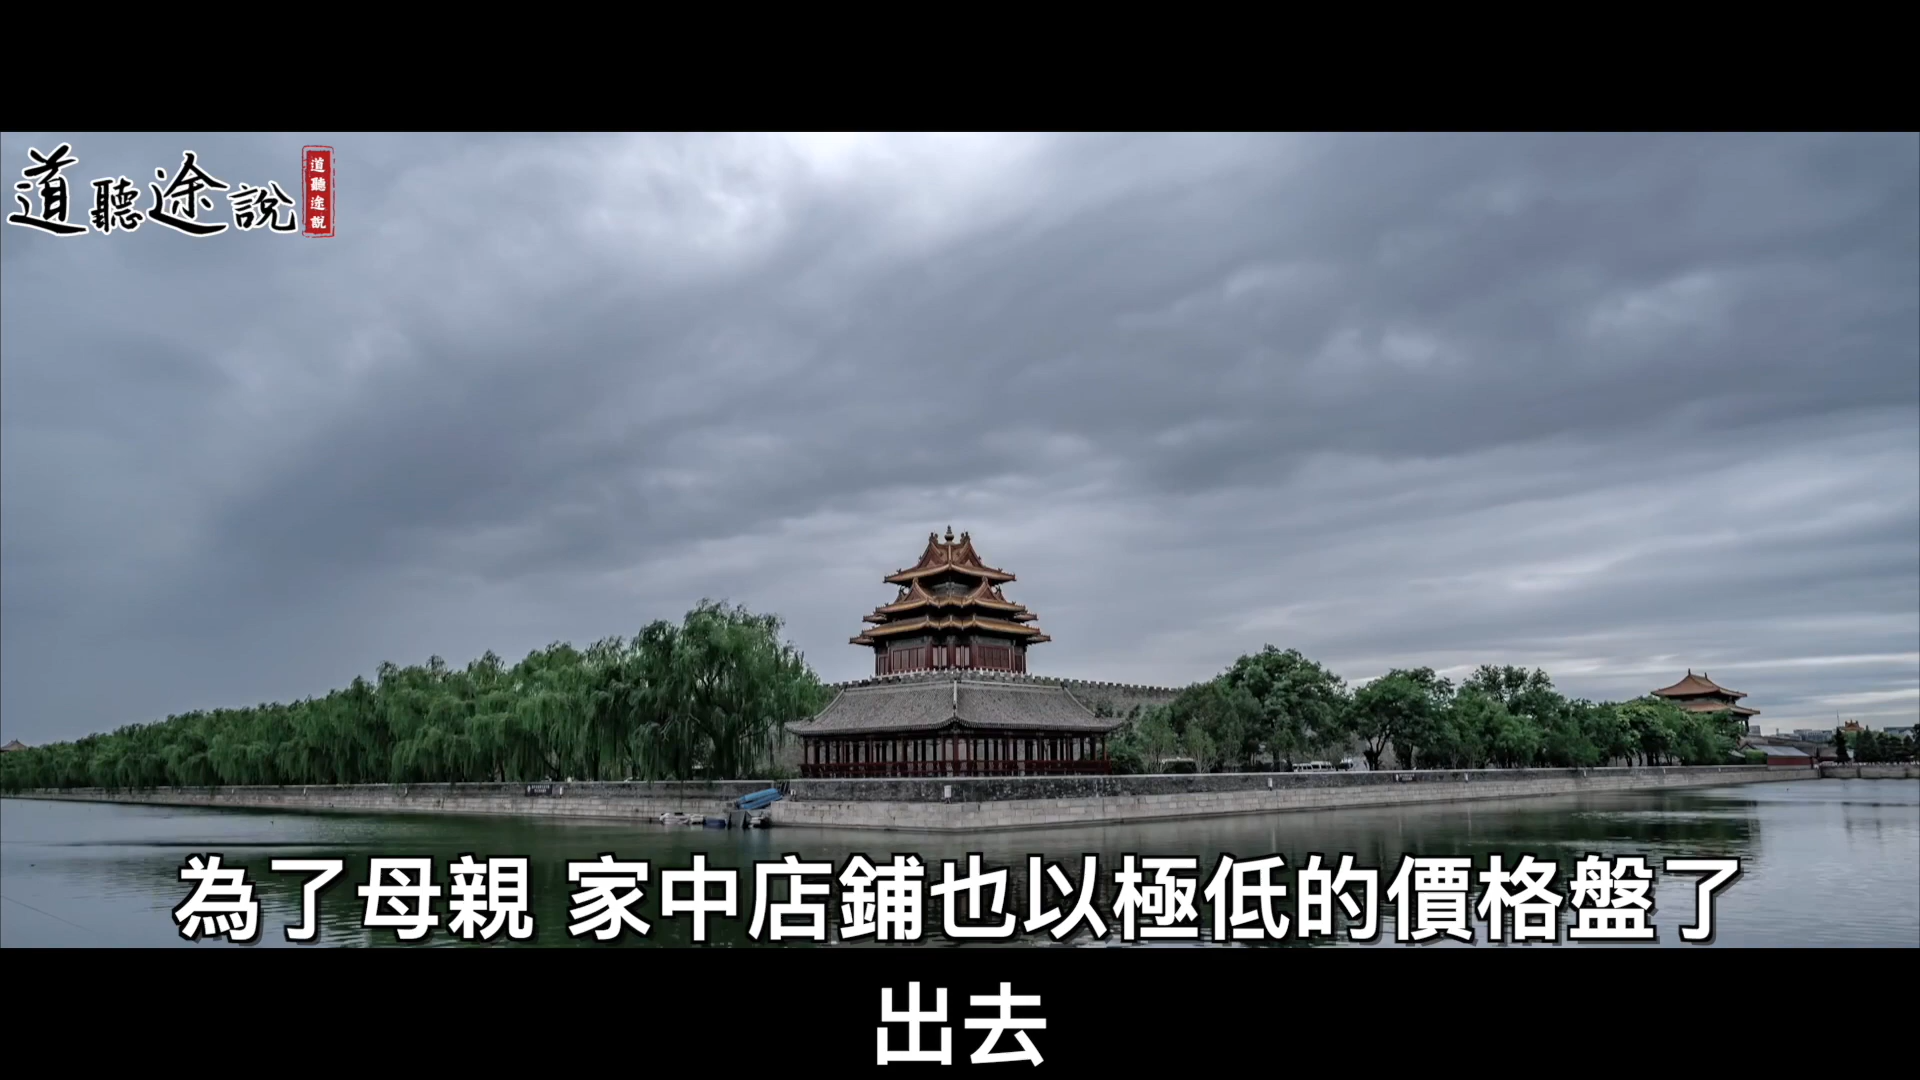 道聽途說
道聽途說
為了母親 家中店鋪也以極低的價格盤了
出去